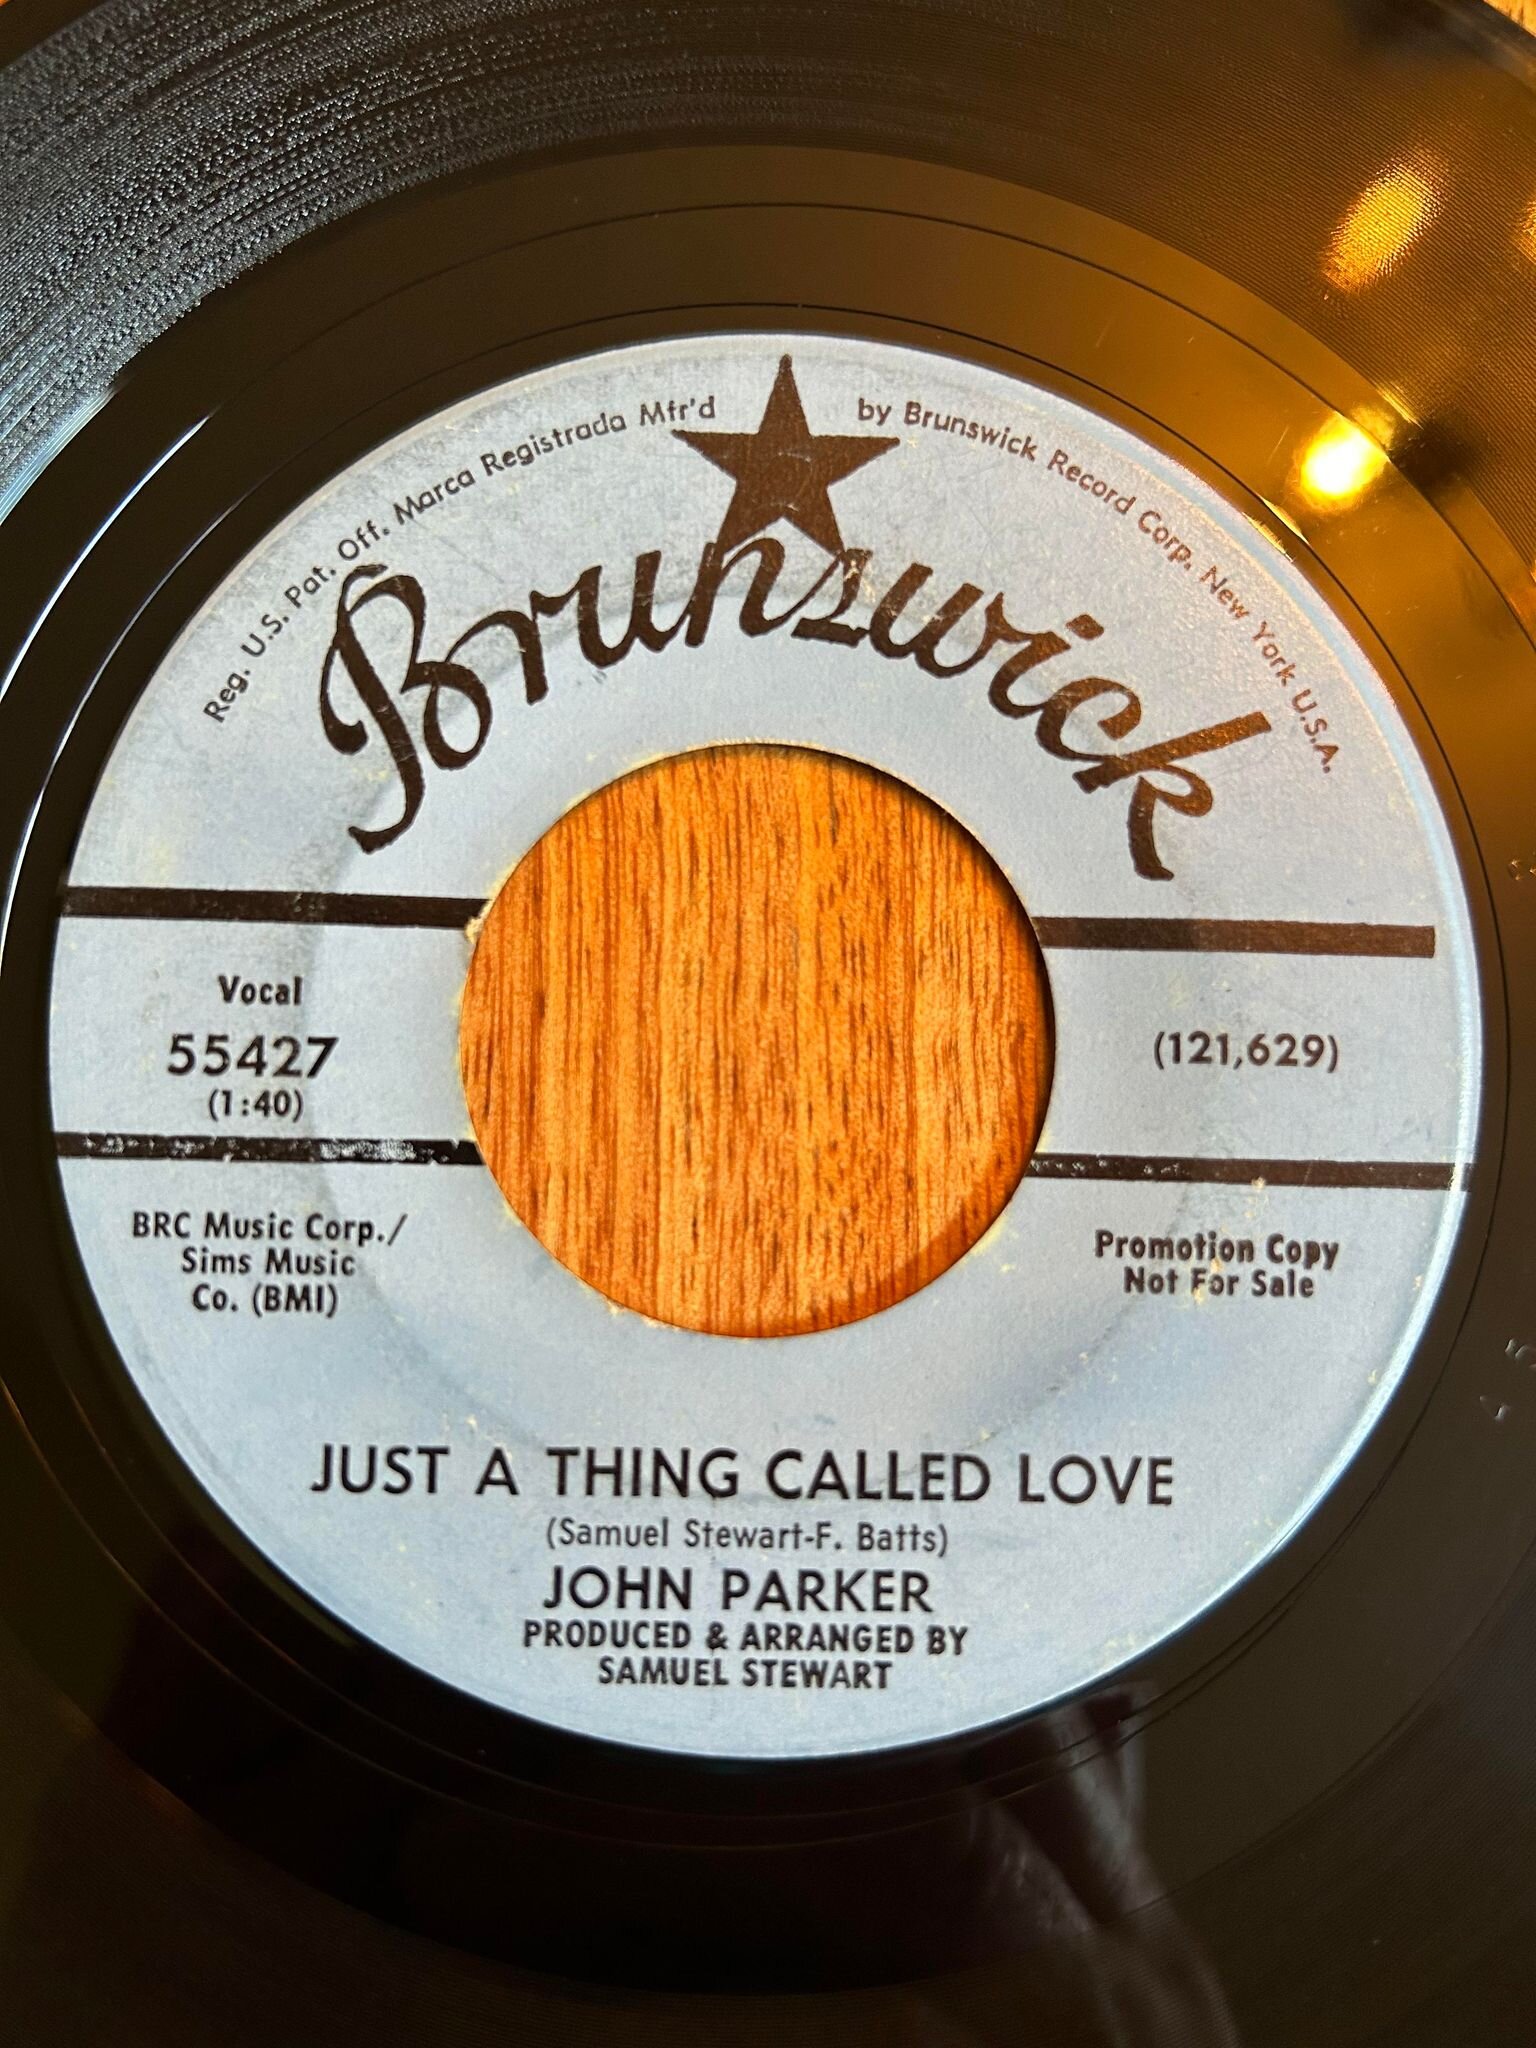 Reg. U.S. Pat. Off. Marca Registrada Mfr'd by Brunswick Record Corp. New York U.S.A.
Brunswick
Vocal
55427
(1:40)
(121,629)
BRC Music Corp./
Sims Music
Co. (BMI)
Promotion Copy
Not For Sale
JUST A THING CALLED LOVE
(Samuel Stewart-F. Batts)
JOHN PARKER
PRODUCED & ARRANGED BY
SAMUEL STEWART